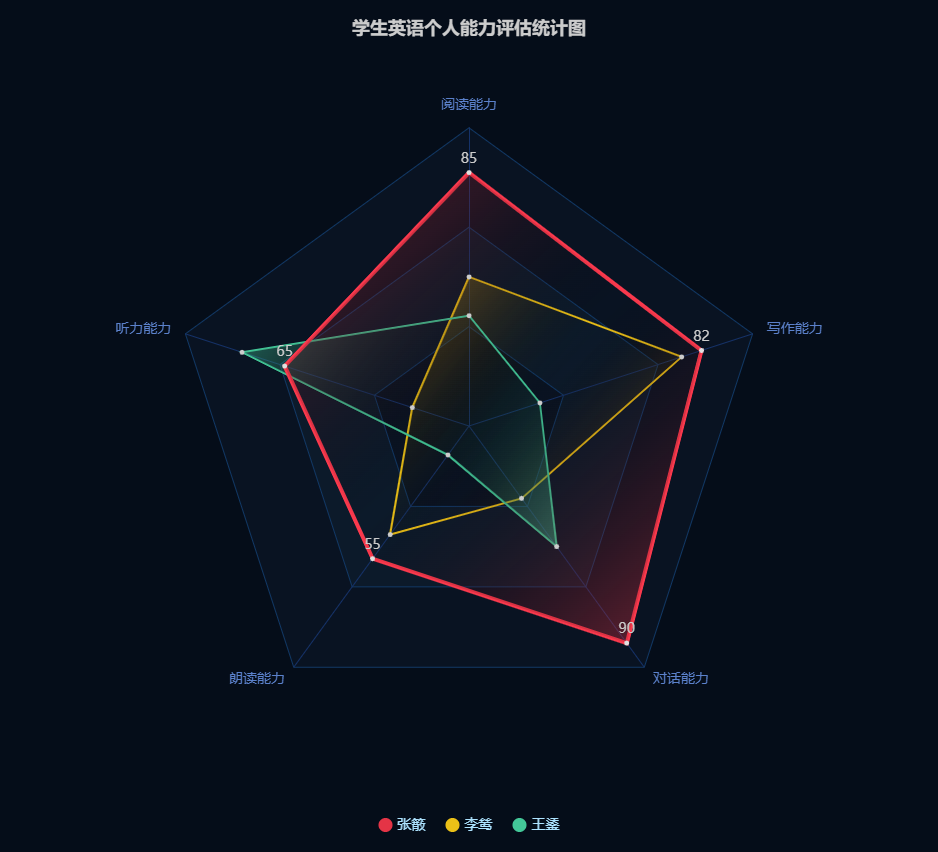 学生英语个人能力评估统计图
阅读能力
85
听力能力
写作能力
82
65
55
90
朗读能力
对话能力
张篏 李鸳 王鋈